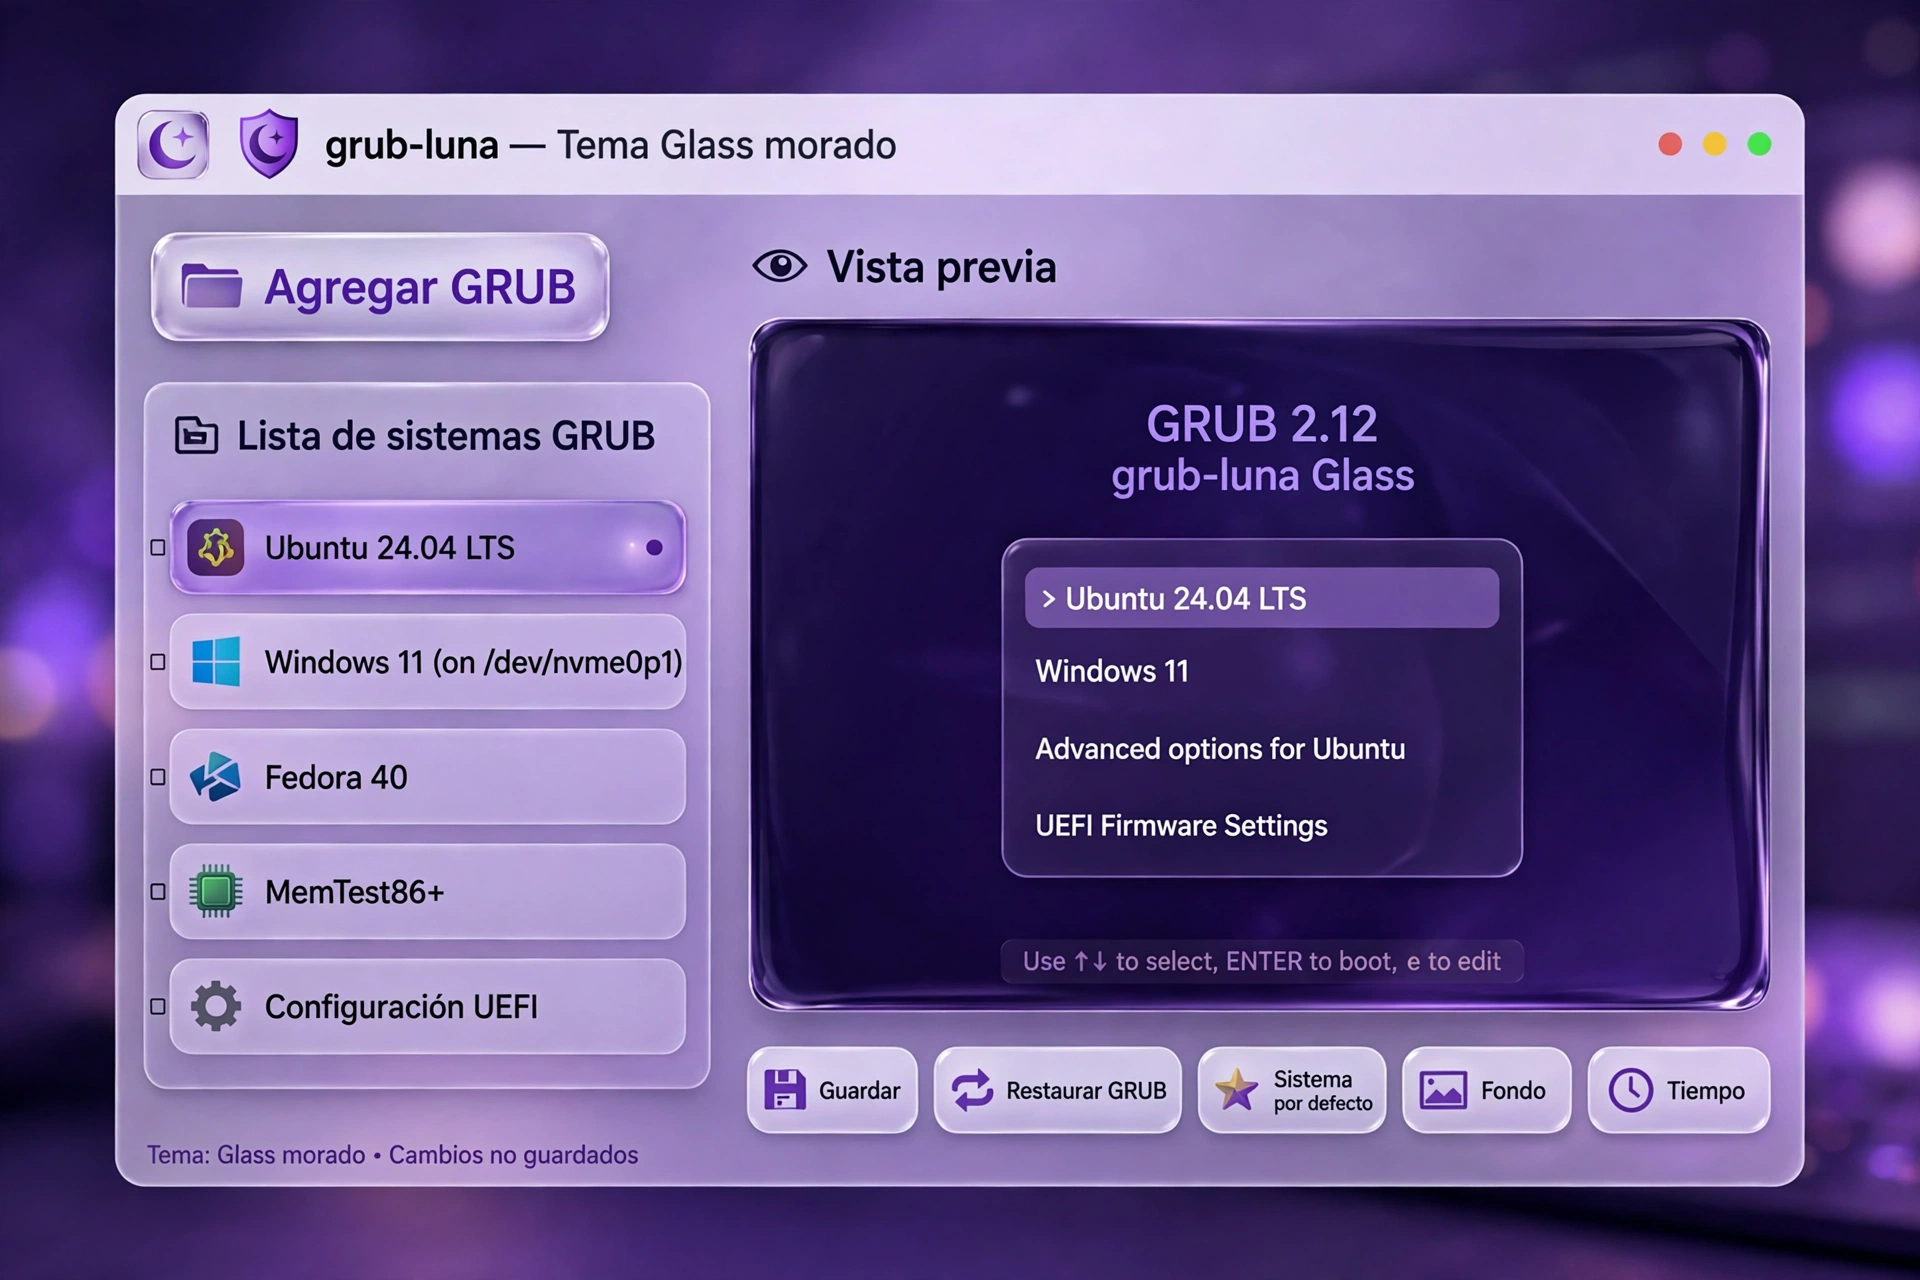 grub-luna — Tema Glass morado
Agregar GRUB
Lista de sistemas GRUB
Ubuntu 24.04 LTS
Windows 11 (on /dev/nvme0p1)
Fedora 40
MemTest86+
Configuración UEFI
Tema: Glass morado • Cambios no guardados
Vista previa
GRUB 2.12
grub-luna Glass
> Ubuntu 24.04 LTS
Windows 11
Advanced options for Ubuntu
UEFI Firmware Settings
Use ↑↓ to select, ENTER to boot, e to edit
Guardar
Restaurar GRUB
Sistema
por defecto
Fondo
Tiempo